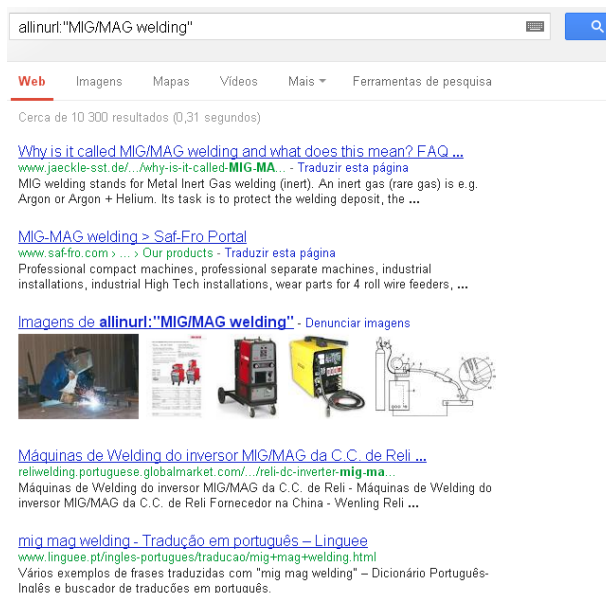 allinurl:"MIG/MAG welding"
Web Imagens Mapas Vídeos Mais Ferramentas de pesquisa
Cerca de 10 300 resultados (0,31 segundos)
Why is it called MIG/MAG welding and what does this mean? FAQ ...
www.jaeckle-sst.de/.../why-is-it-called-MIG-MA... - Traduzir esta página
MIG welding stands for Metal Inert Gas welding (inert). An inert gas (rare gas) is e.g.
Argon or Argon + Helium. Its task is to protect the welding deposit, the ...
MIG-MAG welding > Saf-Fro Portal
www.saf-fro.com › ... › Our products - Traduzir esta página
Professional compact machines, professional separate machines, industrial
installations, industrial High Tech installations, wear parts for 4 roll wire feeders, ...
Imagens de allinurl:"MIG/MAG welding" - Denunciar imagens
Máquinas de Welding do inversor MIG/MAG da C.C. de Reli ...
reliwelding.portuguese.globalmarket.com/.../reli-dc-inverter-mig-ma...
Máquinas de Welding do inversor MIG/MAG da C.C. de Reli - Máquinas de Welding do
inversor MIG/MAG da C.C. de Reli Fornecedor na China - Wenling Reli ...
mig mag welding - Tradução em português – Linguee
www.linguee.pt/ingles-portugues/traducao/mig+mag+welding.html
Vários exemplos de frases traduzidas com "mig mag welding" – Dicionário Português-
Inglês e buscador de traduções em português.